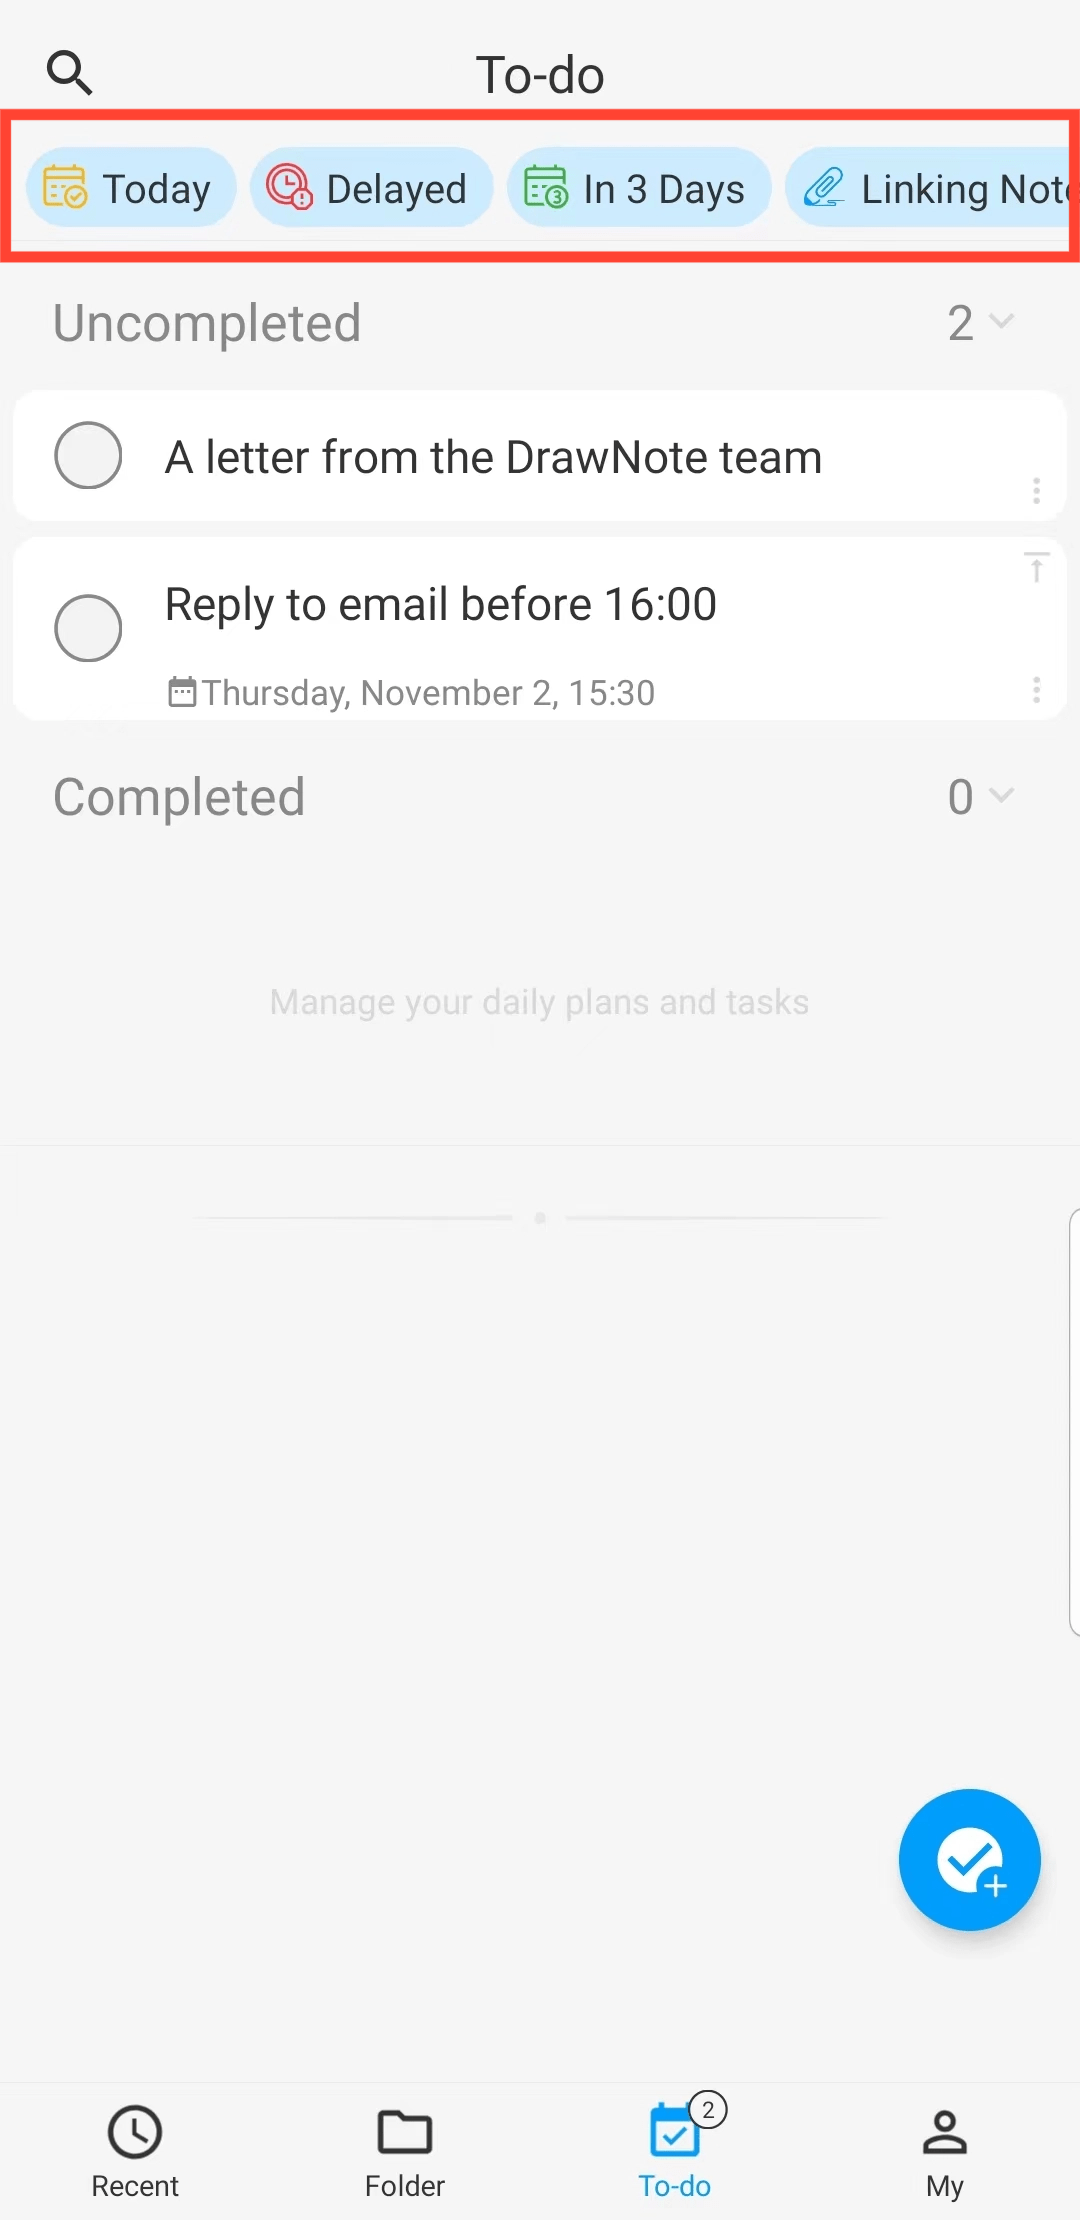 To-do
Today Delayed In 3 Days Linking Note
Uncompleted 2
A letter from the DrawNote team
Reply to email before 16:00
Thursday, November 2, 15:30
Completed 0
Manage your daily plans and tasks
2
Recent Folder To-do My